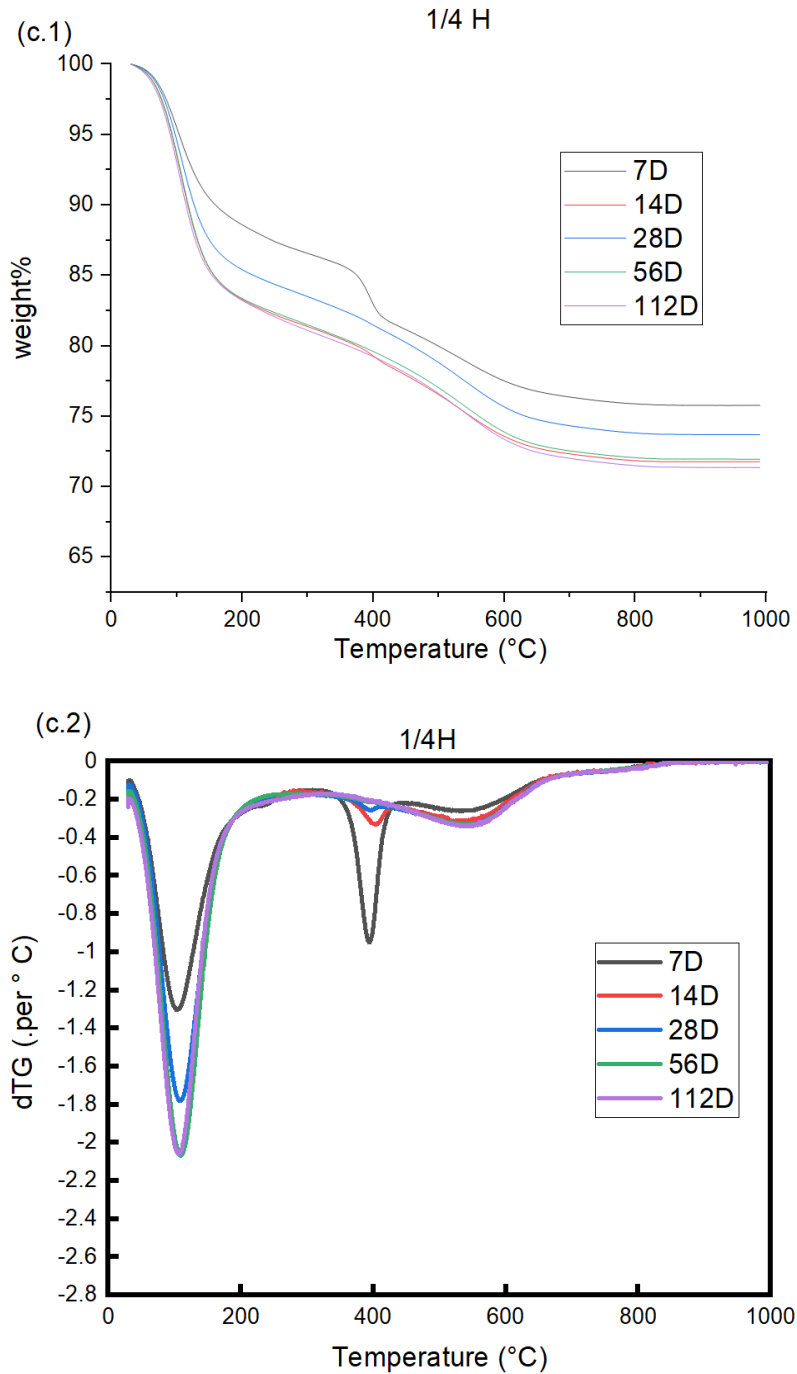 (c.1)
1/4 H
100
95
90
85
80
75
70
65
weight%
7D
14D
28D
56D
112D
0 200 400 600 800 1000
Temperature (°C)
(c.2)
1/4H
0
-0.2
-0.4
-0.6
-0.8
-1
-1.2
-1.4
-1.6
-1.8
-2
-2.2
-2.4
-2.6
-2.8
dTG (.per ° C)
7D
14D
28D
56D
112D
0 200 400 600 800 1000
Temperature (°C)